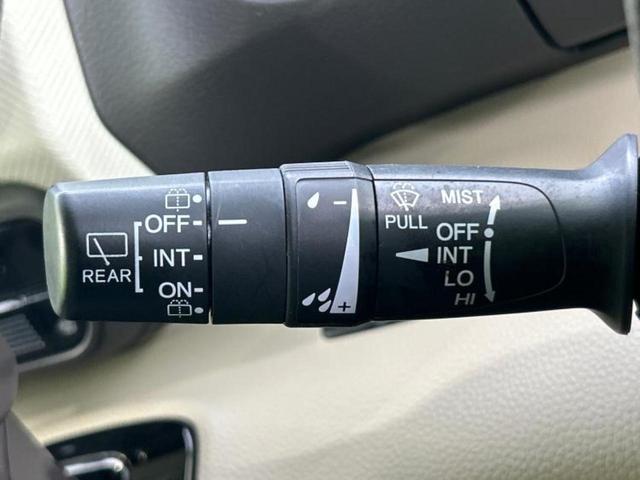 REAR
OFF
INT
ON
-
+
PULL
MIST
OFF
INT
LO
HI